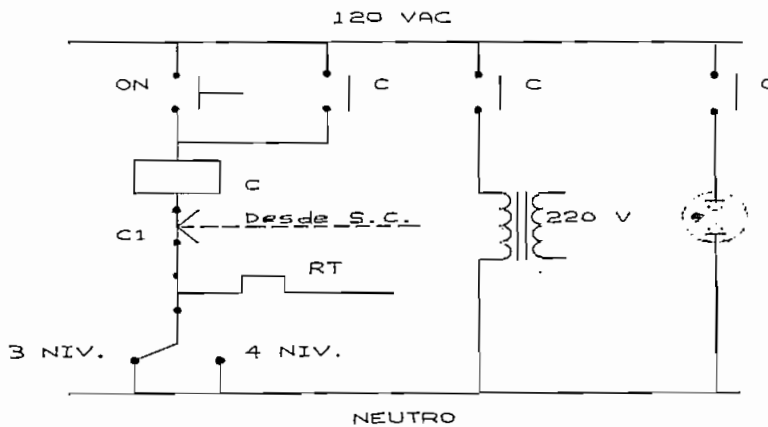 120 VAC
ON
C
C
C
C
Desde S.C.
C1
220 V
RT
3 NIV.
4 NIV.
NEUTRO